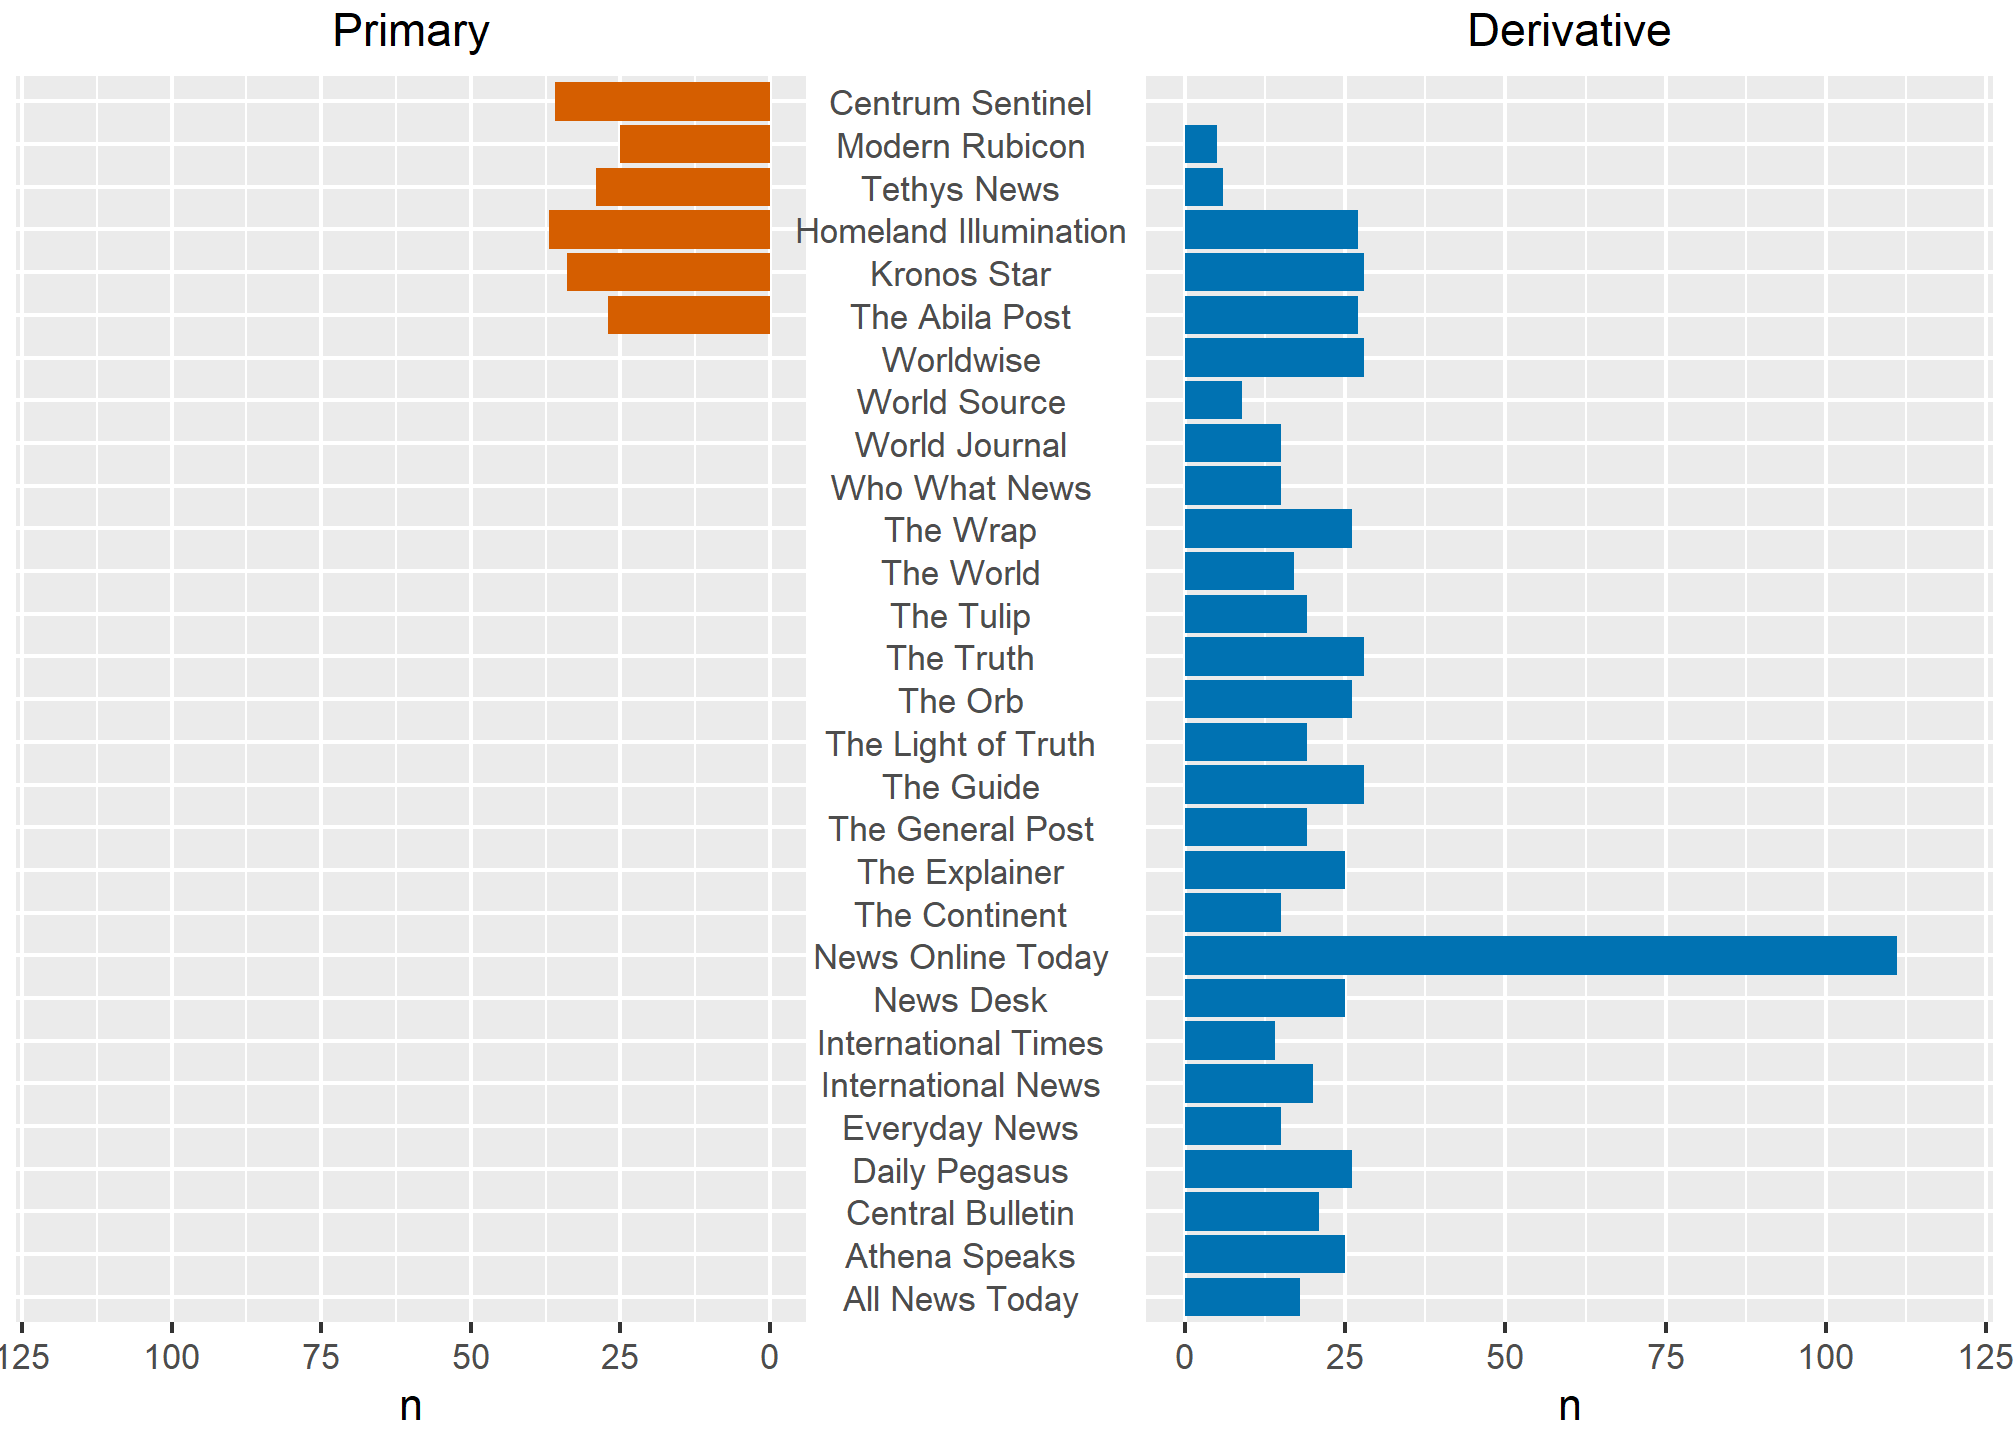 Primary
Derivative
Centrum Sentinel
Modern Rubicon
Tethys News
Homeland Illumination
Kronos Star
The Abila Post
Worldwise
World Source
World Journal
Who What News
The Wrap
The World
The Tulip
The Truth
The Orb
The Light of Truth
The Guide
The General Post
The Explainer
The Continent
News Online Today
News Desk
International Times
International News
Everyday News
Daily Pegasus
Central Bulletin
Athena Speaks
All News Today
125 100 75 50 25 0
0 25 50 75 100 125
n
n